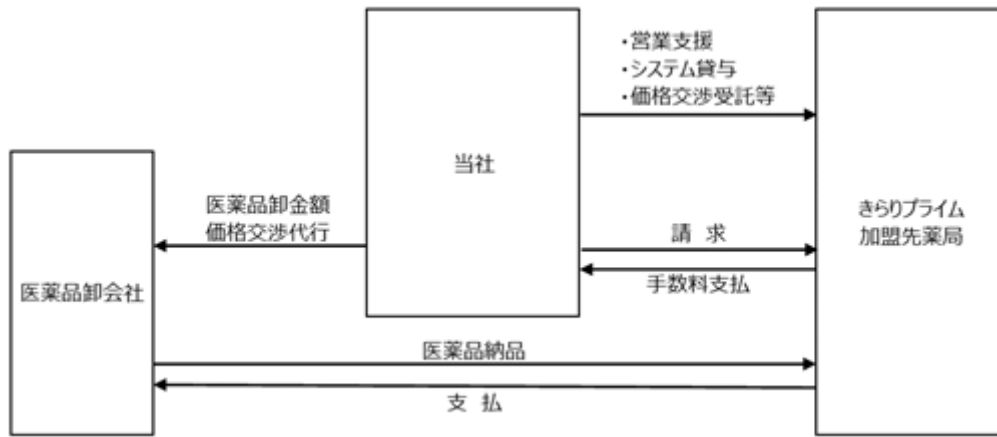 ・営業支援
・システム貸与
・価格交渉受託等
当社
医薬品卸金額
価格交渉代行
きらりプライム
加盟先薬局
請 求
手数料支払
医薬品卸会社
医薬品納品
支 払